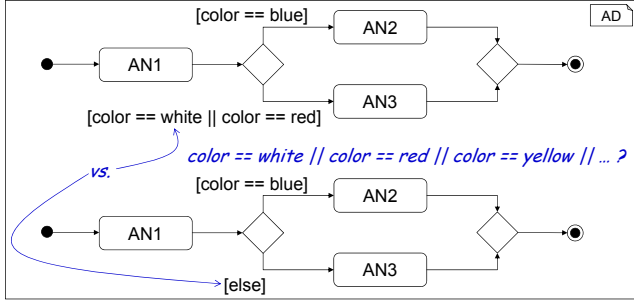 [color == blue]
AD
AN2
AN1
AN3
[color == white || color == red]
color == white || color == red || color == yellow || ... ?
vs.
[color == blue]
AN2
AN1
AN3
[else]